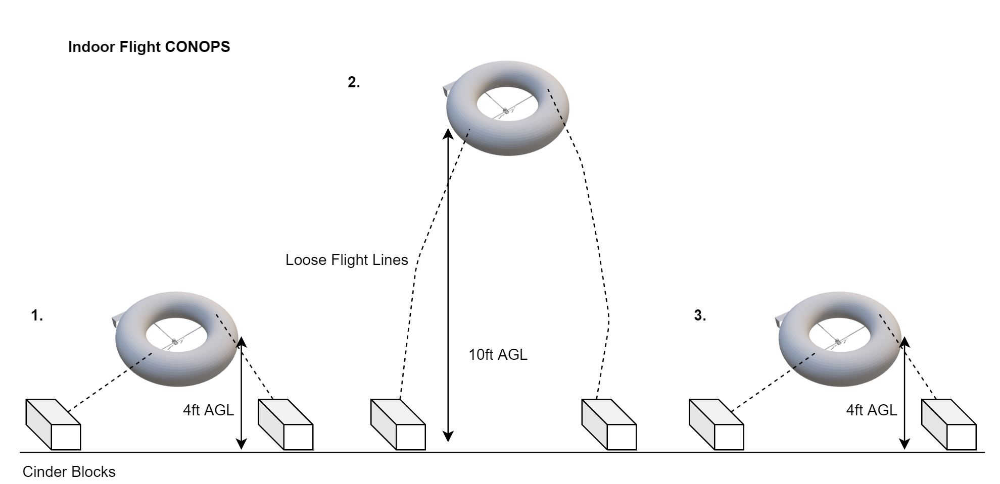 Indoor Flight CONOPS
2.
Loose Flight Lines
1.
3.
10ft AGL
4ft AGL
4ft AGL
Cinder Blocks